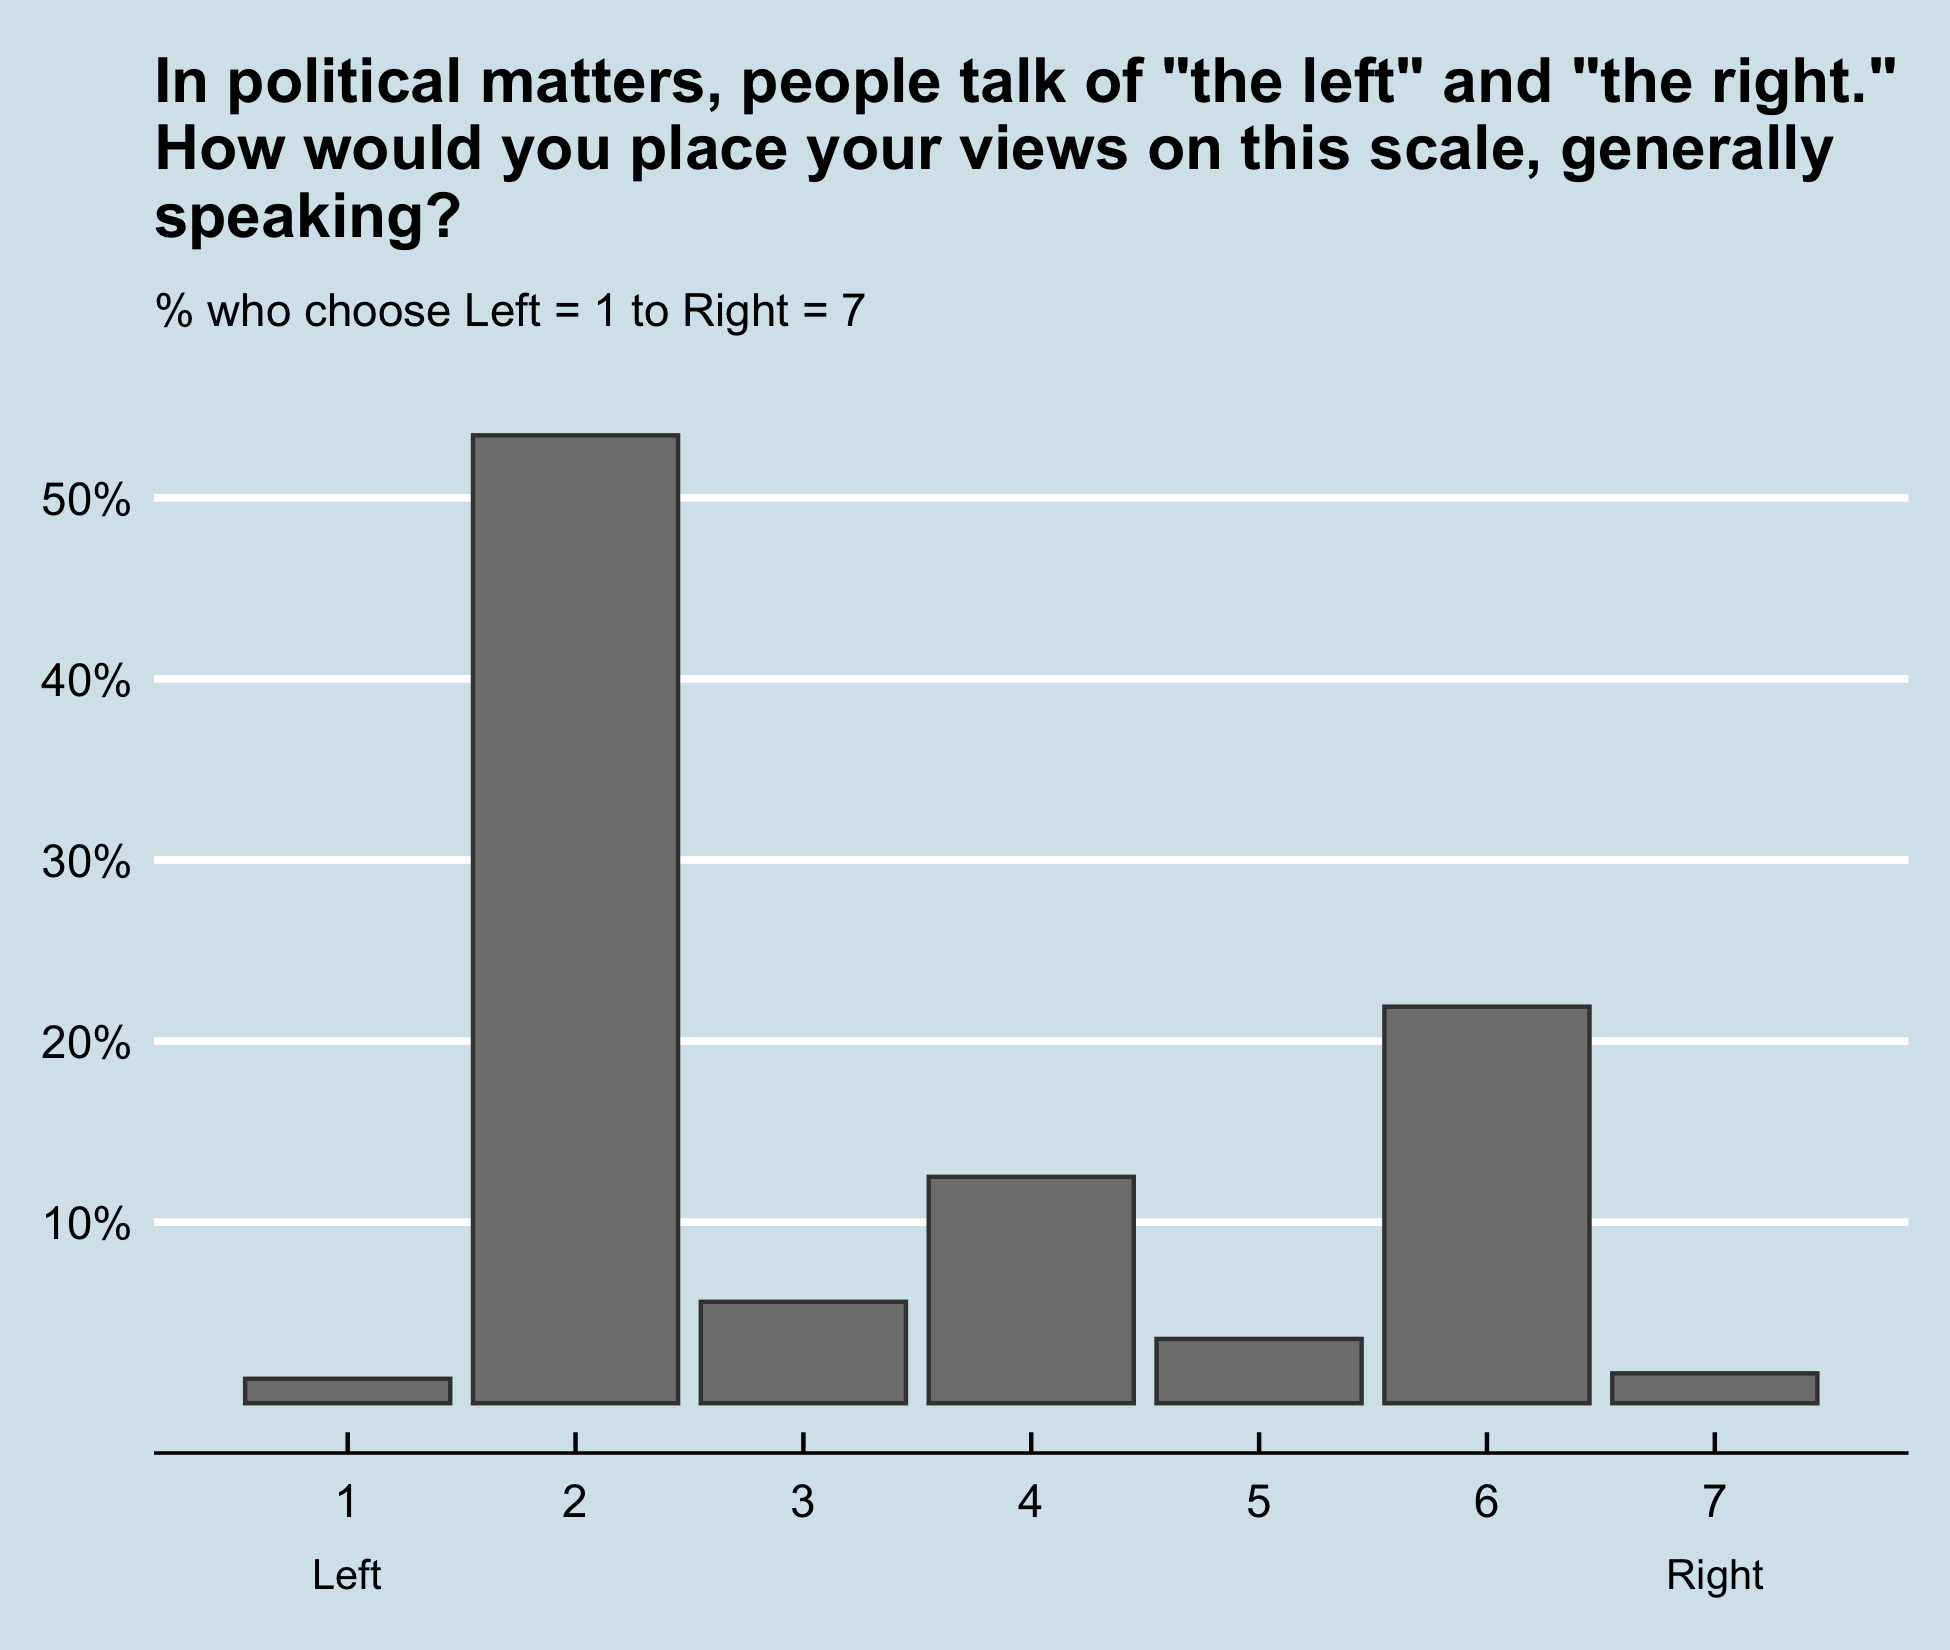 In political matters, people talk of "the left" and "the right."
How would you place your views on this scale, generally
speaking?
% who choose Left = 1 to Right = 7
50%
40%
30%
20%
10%
1 2 3 4 5 6 7
Left Right